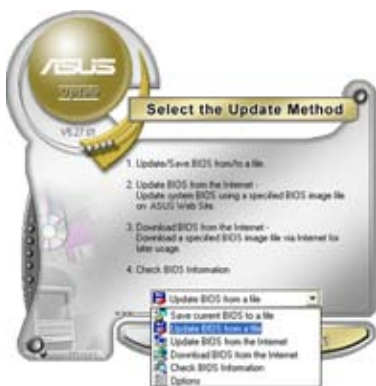 ASUS
Update
V5.27.01
Select the Update Method
1. Update/Save BIOS from/to a file.
2. Update BIOS from the Internet -
Update system BIOS using a specified BIOS image file
on ASUS Web Site.
3. Download BIOS from the Internet -
Download a specified BIOS image file via Internet for
later usage.
4. Check BIOS Information
Update BIOS from a file
Save current BIOS to a file
Update BIOS from a file
Update BIOS from the Internet
Download BIOS from the Internet
Check BIOS Information
Options